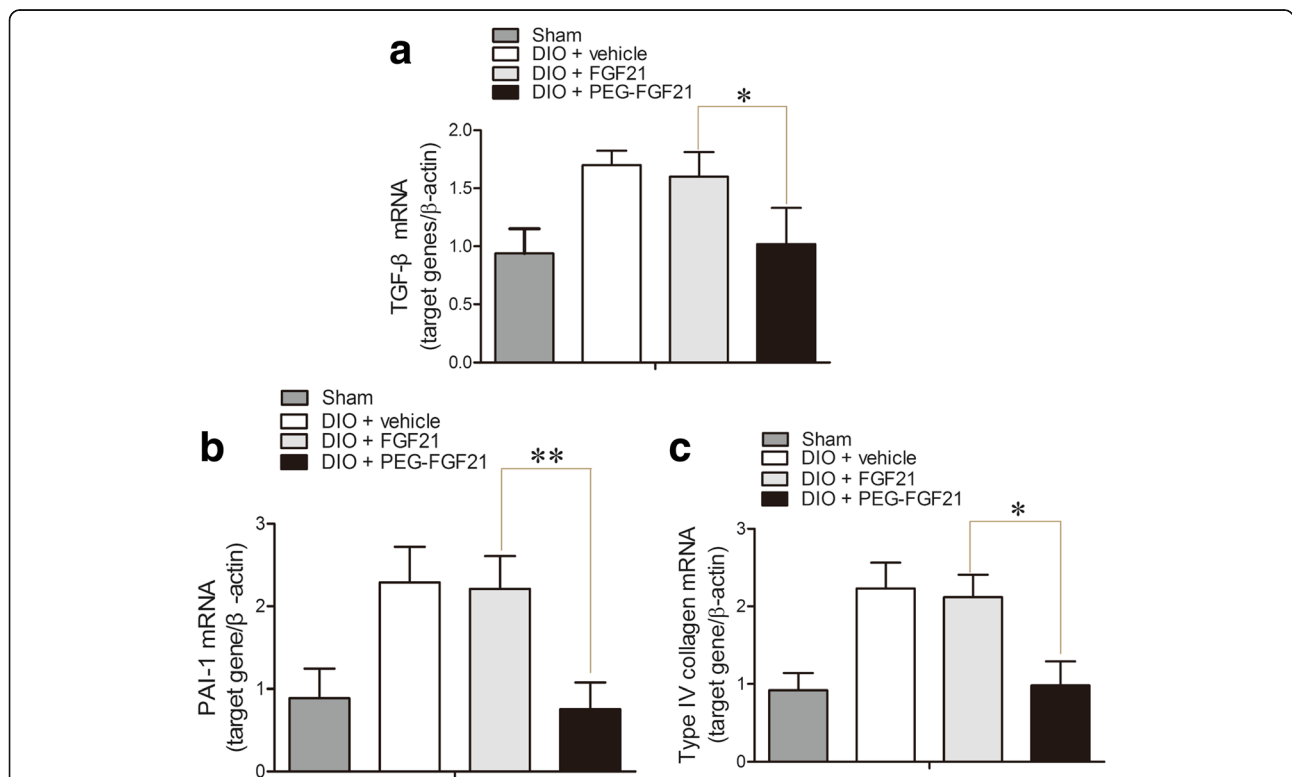 a
Sham
DIO + vehicle
DIO + FGF21
DIO + PEG-FGF21
*
TGF-β mRNA
(target genes/β-actin)
2.0
1.5
1.0
0.5
0.0
b
Sham
DIO + vehicle
DIO + FGF21
DIO + PEG-FGF21
**
PAI-1 mRNA
(target gene/β -actin)
3
2
1
0
c
Sham
DIO + vehicle
DIO + FGF21
DIO + PEG-FGF21
*
Type IV collagen mRNA
(target gene/β-actin)
3
2
1
0